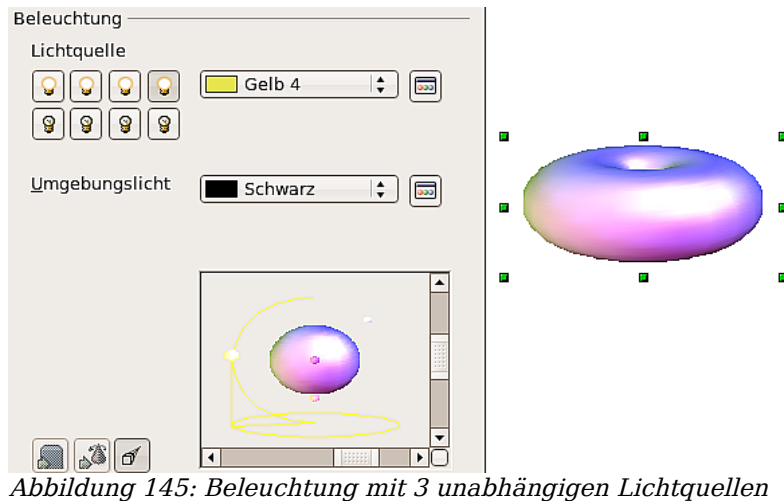 Beleuchtung
Lichtquelle
Gelb 4
Umgebungslicht
Schwarz
Abbildung 145: Beleuchtung mit 3 unabhängigen Lichtquellen